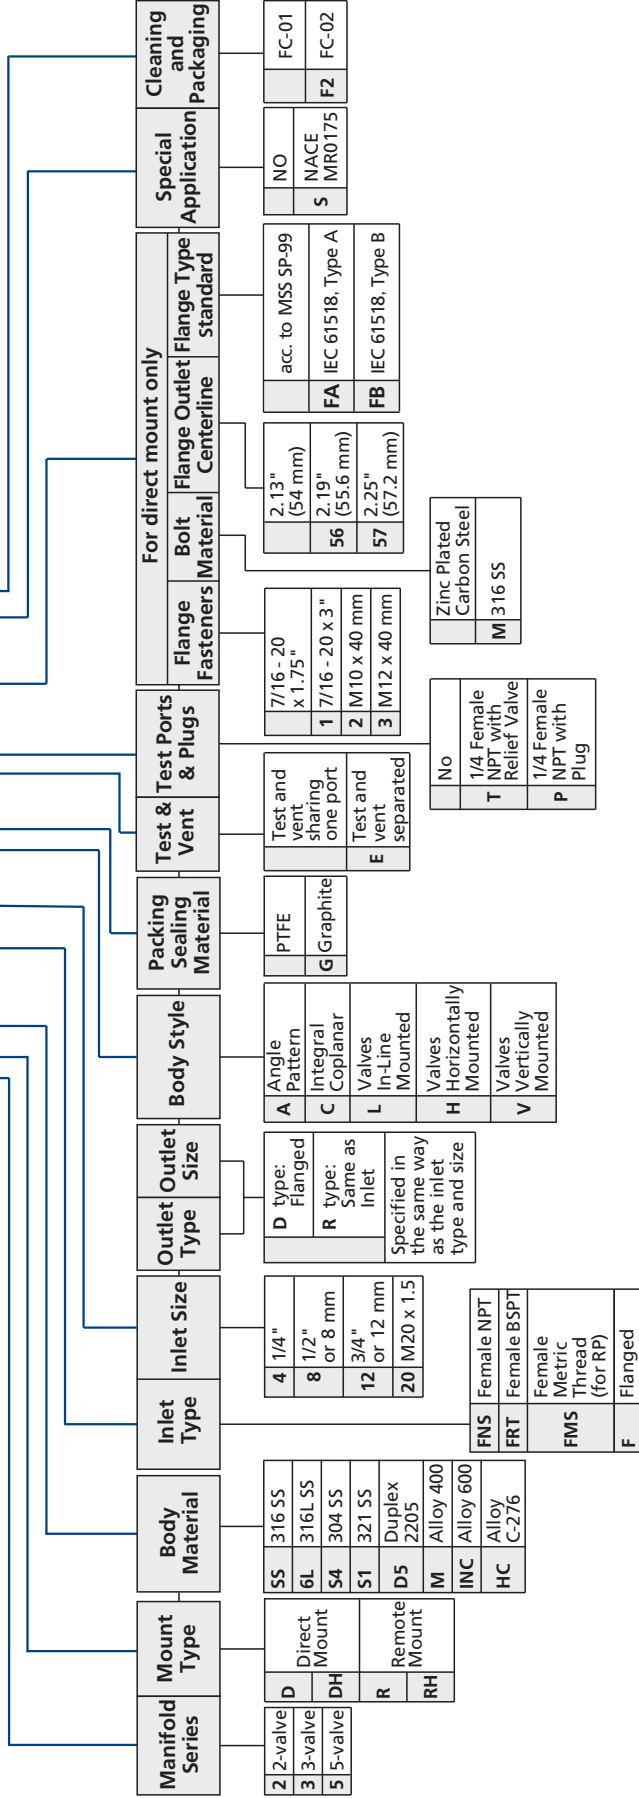 Manifold
Series
2 2-valve
3 3-valve
5 5-valve
Mount
Type
D
DH
Direct
Mount
R
RH
Remote
Mount
Body
Material
SS 316 SS
6L 316L SS
S4 304 SS
S1 321 SS
D5 Duplex
2205
M Alloy 400
INC Alloy 600
HC Alloy
C-276
Inlet
Type
FNS Female NPT
FRT Female BSPT
FMS Female
Metric
Thread
(for RP)
F Flanged
Inlet Size
4 1/4"
8 1/2"
or 8 mm
12 3/4"
or 12 mm
20 M20 x 1.5
Outlet
Type
Outlet
Size
D type:
Flanged
R type:
Same as
Inlet
Specified in
the same way
as the inlet
type and size
Body Style
A Angle
Pattern
C Integral
Coplanar
L Valves
In-Line
Mounted
H Valves
Horizontally
Mounted
V Valves
Vertically
Mounted
Packing
Sealing
Material
PTFE
G Graphite
Test &
Vent
Test and
vent
sharing
one port
E Test and
vent
separated
Test Ports
& Plugs
No
T 1/4 Female
NPT with
Relief Valve
P 1/4 Female
NPT with
Plug
For direct mount only
Flange
Fasteners
7/16 - 20
x 1.75"
1 7/16 - 20 x 3"
2 M10 x 40 mm
3 M12 x 40 mm
Bolt
Material
Zinc Plated
Carbon Steel
M 316 SS
Flange Outlet
Centerline
2.13"
(54 mm)
56 2.19"
(55.6 mm)
57 2.25"
(57.2 mm)
Flange Type
Standard
acc. to MSS SP-99
FA IEC 61518, Type A
FB IEC 61518, Type B
Special
Application
NO
S NACE
MR0175
Cleaning
and
Packaging
FC-01
F2 FC-02